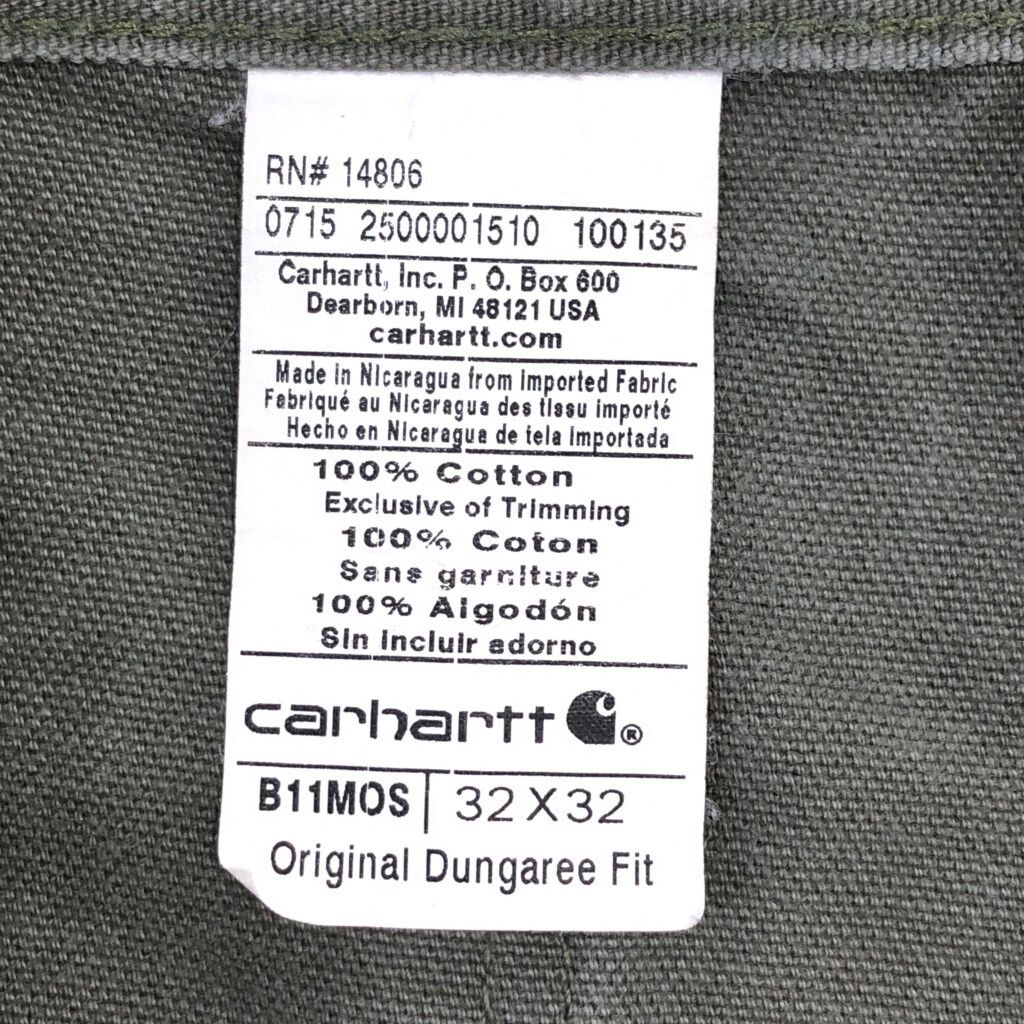 RN# 14806
0715 2500001510 100135
Carhartt, Inc. P. O. Box 600
Dearborn, MI 48121 USA
carhartt.com
Made in Nicaragua from Imported Fabric
Fabriqué au Nicaragua des tissu importé
Hecho en Nicaragua de tela importada
100% Cotton
Exclusive of Trimming
100% Coton
Sans garniture
100% Algodón
Sin incluir adorno
carhartt ®
B11MOS 32 X 32
Original Dungaree Fit